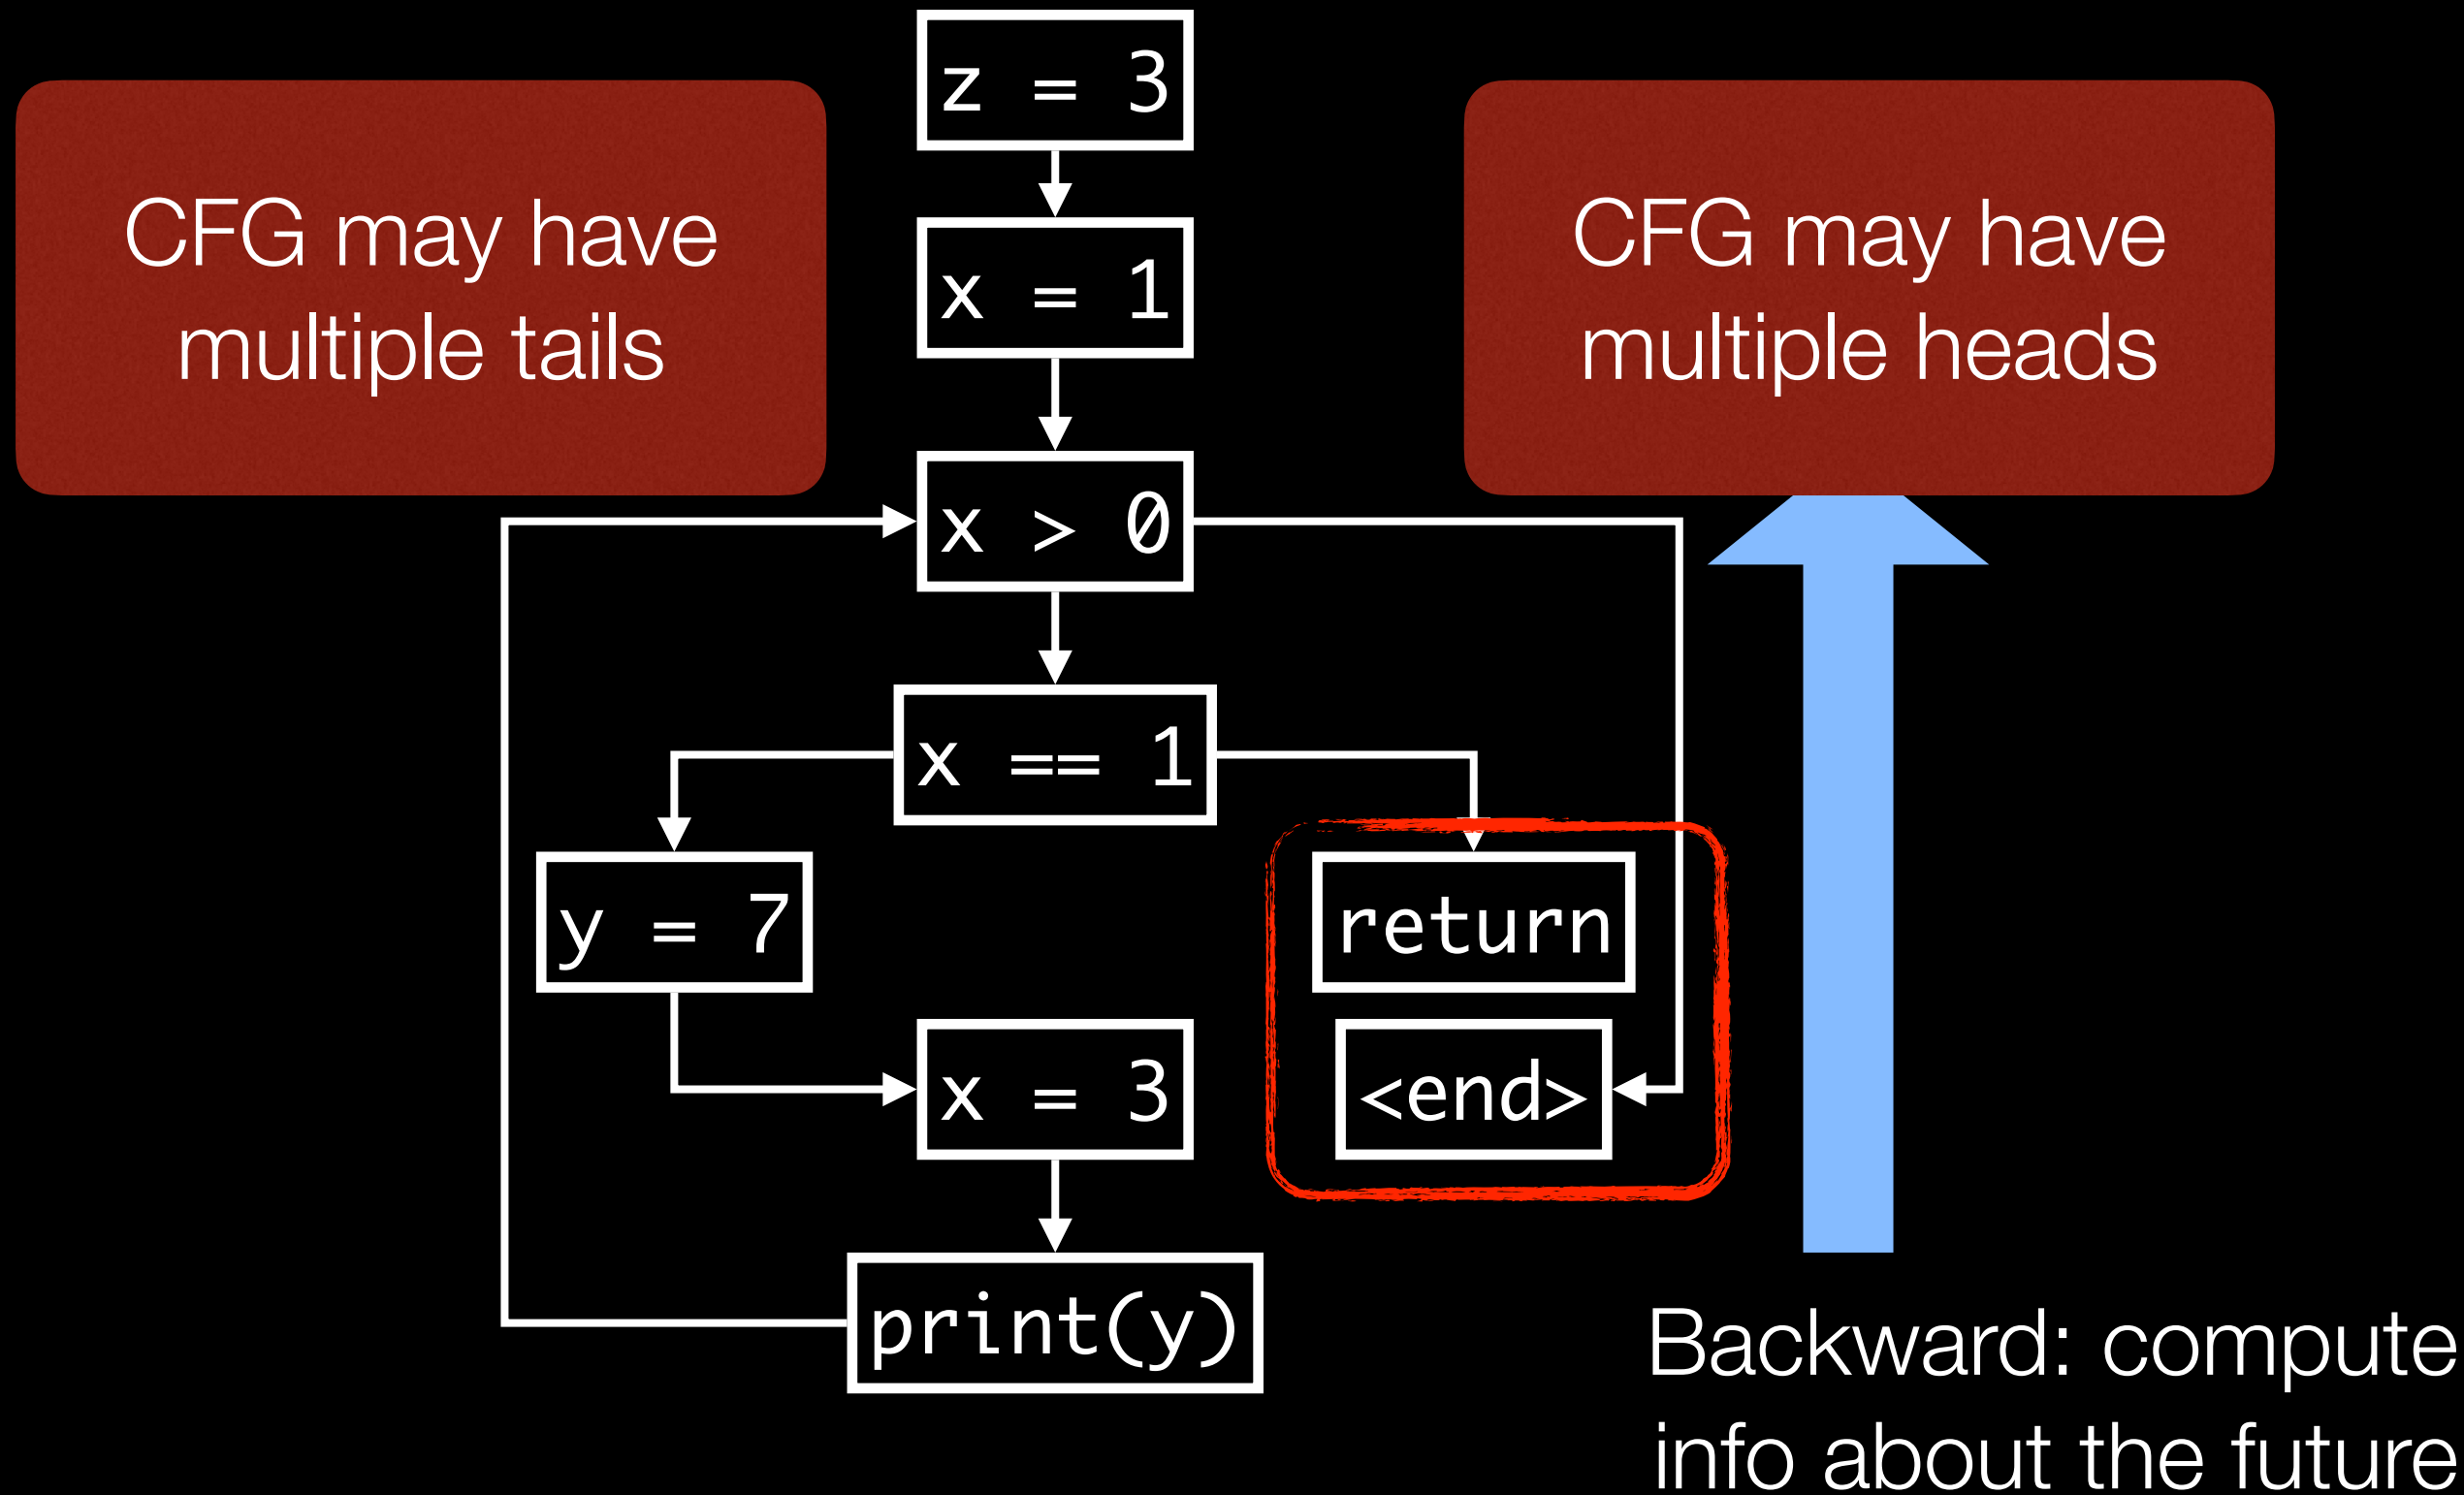 z = 3
CFG may have
multiple tails
CFG may have
multiple heads
x = 1
x > 0
x == 1
y = 7
return
x = 3
<end>
print(y)
Backward: compute
info about the future